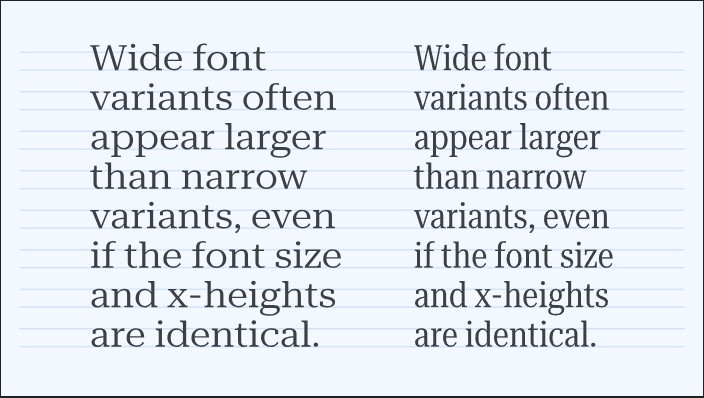 Wide font
variants often
appear larger
than narrow
variants, even
if the font size
and x-heights
are identical.
Wide font
variants often
appear larger
than narrow
variants, even
if the font size
and x-heights
are identical.